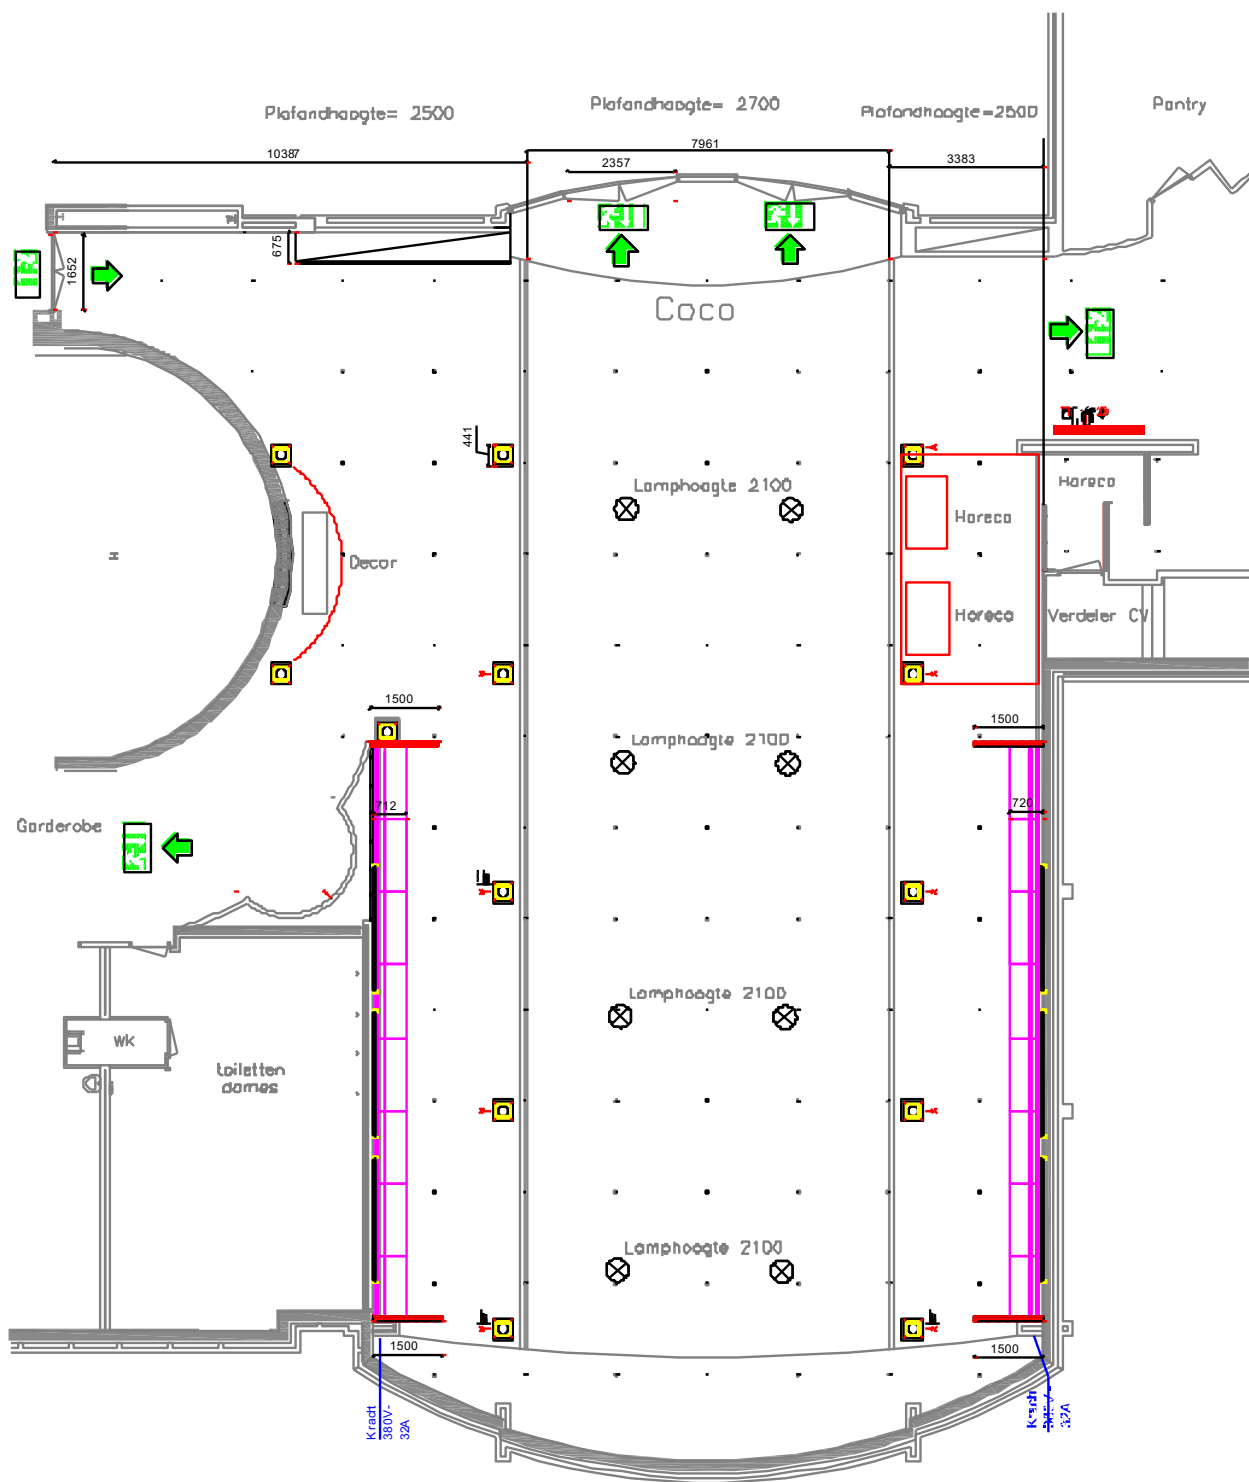 Plafondhoogte= 2500
Plafondhoogte= 2700
Plafondhoogte=2500
Pantry
10387
7961
2357
3383
675
1652
Coco
441
Lamphoogte 2100
Horeca
Horeca
Decor
Horeca
Verdeler CV
1500
1500
Lamphoogte 2100
712
720
Garderobe
Lamphoogte 2100
WK
toiletten
dames
Lamphoogte 2100
1500
1500
Kracht
380V-
32A
Kracht
32A